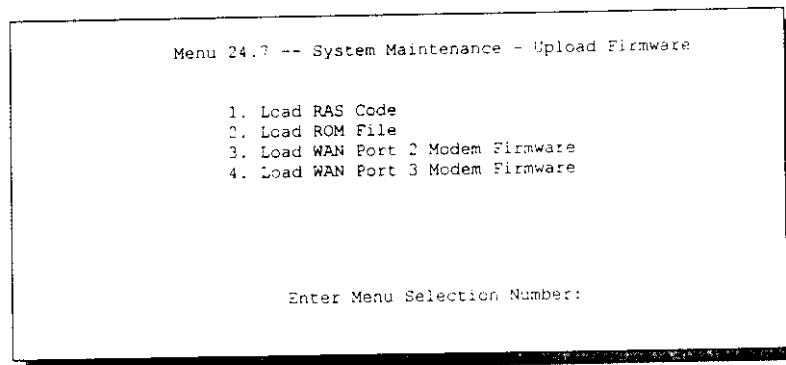 Menu 24.7 -- System Maintenance - Upload Firmware
1. Load RAS Code
2. Load ROM File
3. Load WAN Port 2 Modem Firmware
4. Load WAN Port 3 Modem Firmware
Enter Menu Selection Number: